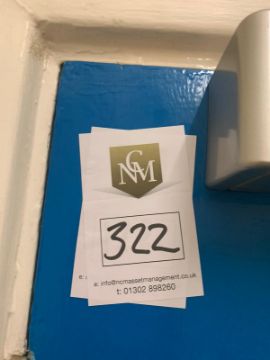 NCM
322
e:
e: info@ncmassetmanagement.co.uk
t: 01302 898260